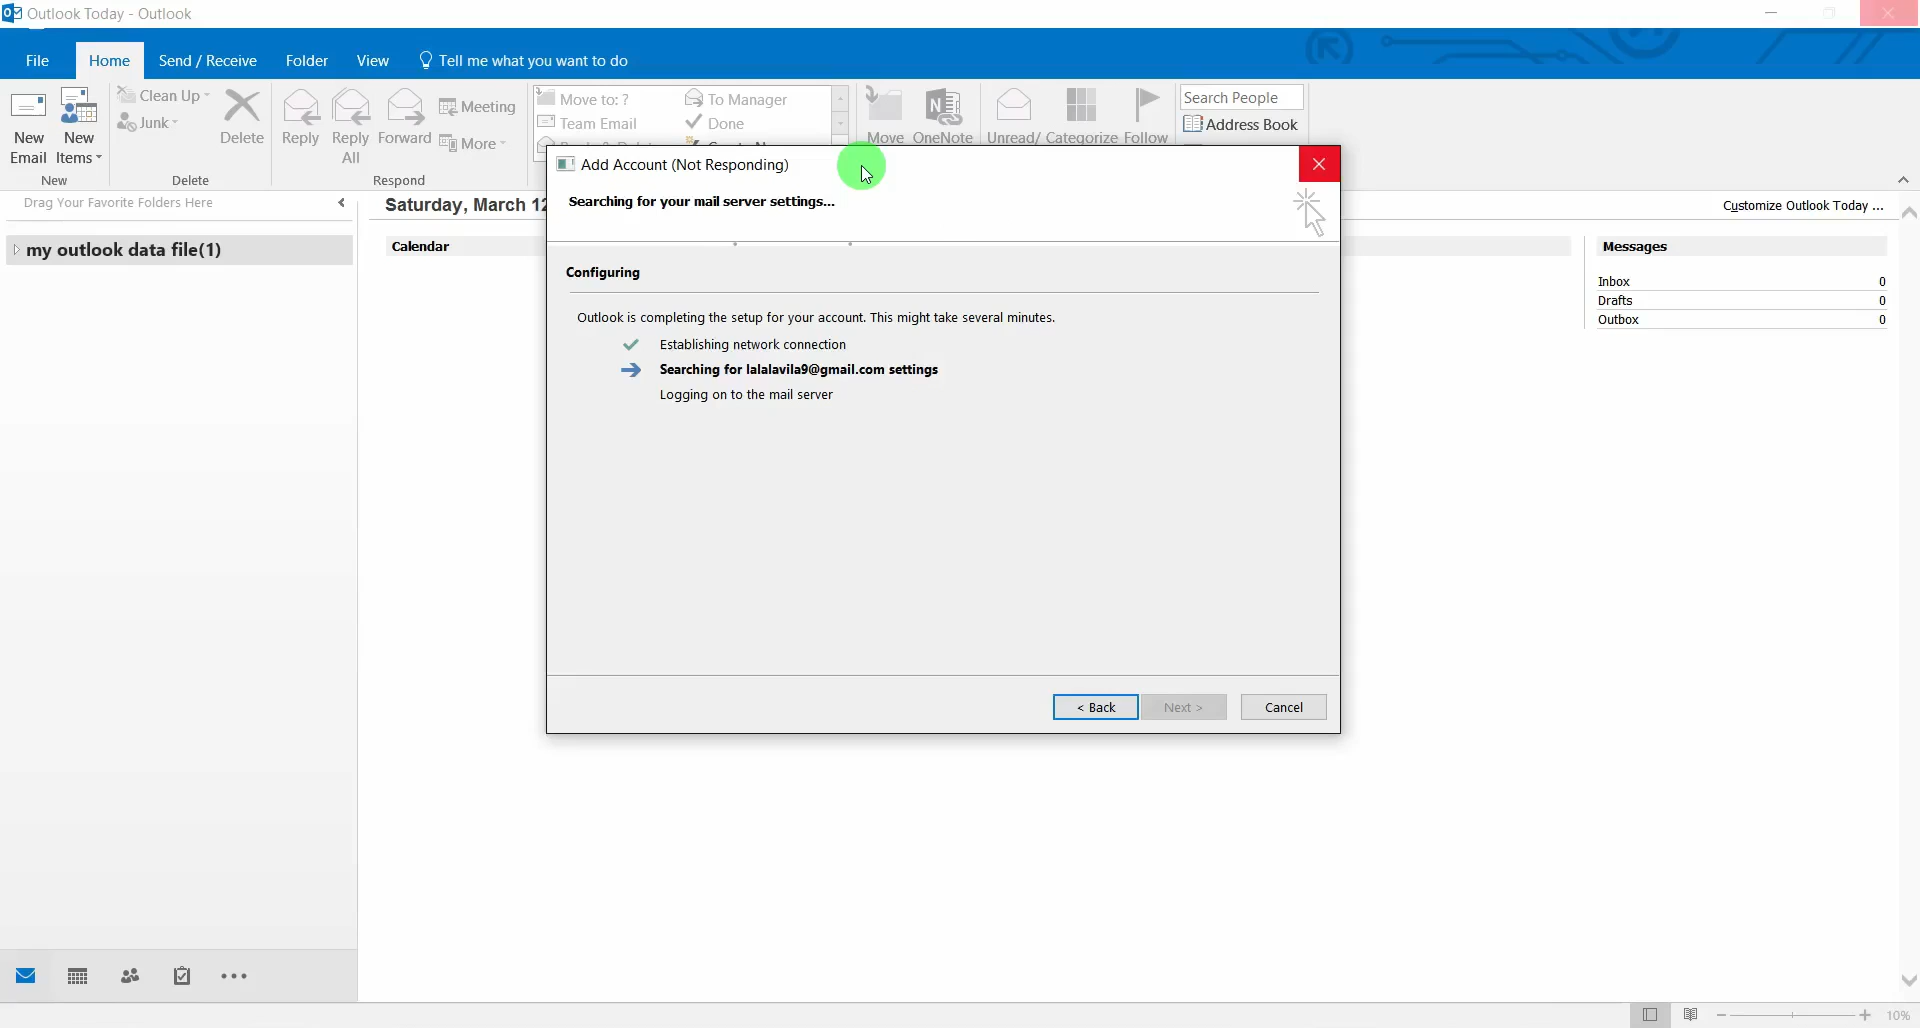 Outlook Today - Outlook
File
Home
Send / Receive
Folder
View
Tell me what you want to do
New Email
New Items
Clean Up
Junk
Delete
Reply
Reply All
Forward
Meeting
More
Move to: ?
Team Email
To Manager
Done
Move
OneNote
Unread/
Categorize
Follow
Search People
Address Book
New
Delete
Respond
Drag Your Favorite Folders Here
my outlook data file(1)
Saturday, March 12
Calendar
Customize Outlook Today ...
Messages
Inbox 0
Drafts 0
Outbox 0
Add Account (Not Responding)
Searching for your mail server settings...
Configuring
Outlook is completing the setup for your account. This might take several minutes.
Establishing network connection
Searching for lalalavila9@gmail.com settings
Logging on to the mail server
< Back
Next >
Cancel
10%